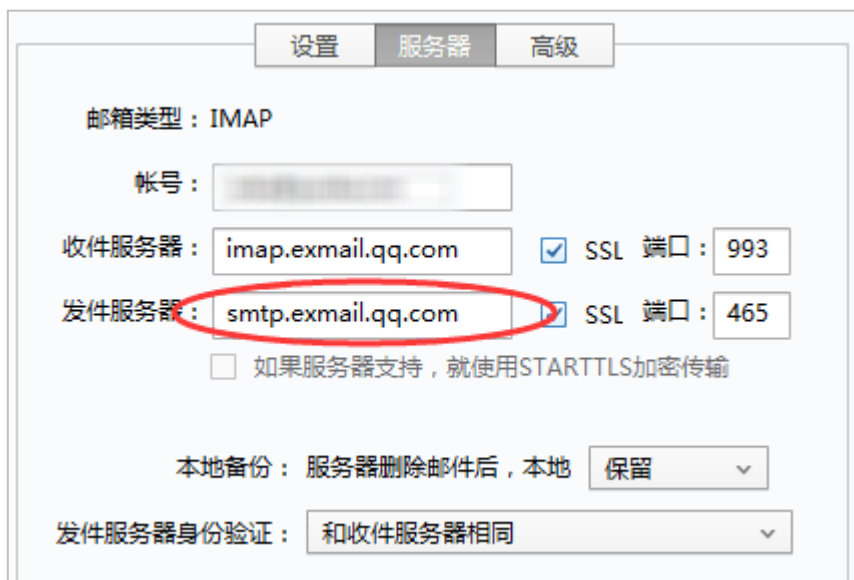 设置 服务器 高级
邮箱类型：IMAP
帐号：
收件服务器： imap.exmail.qq.com SSL 端口： 993
发件服务器： smtp.exmail.qq.com SSL 端口： 465
如果服务器支持，就使用STARTTLS加密传输
本地备份： 服务器删除邮件后，本地 保留
发件服务器身份验证： 和收件服务器相同